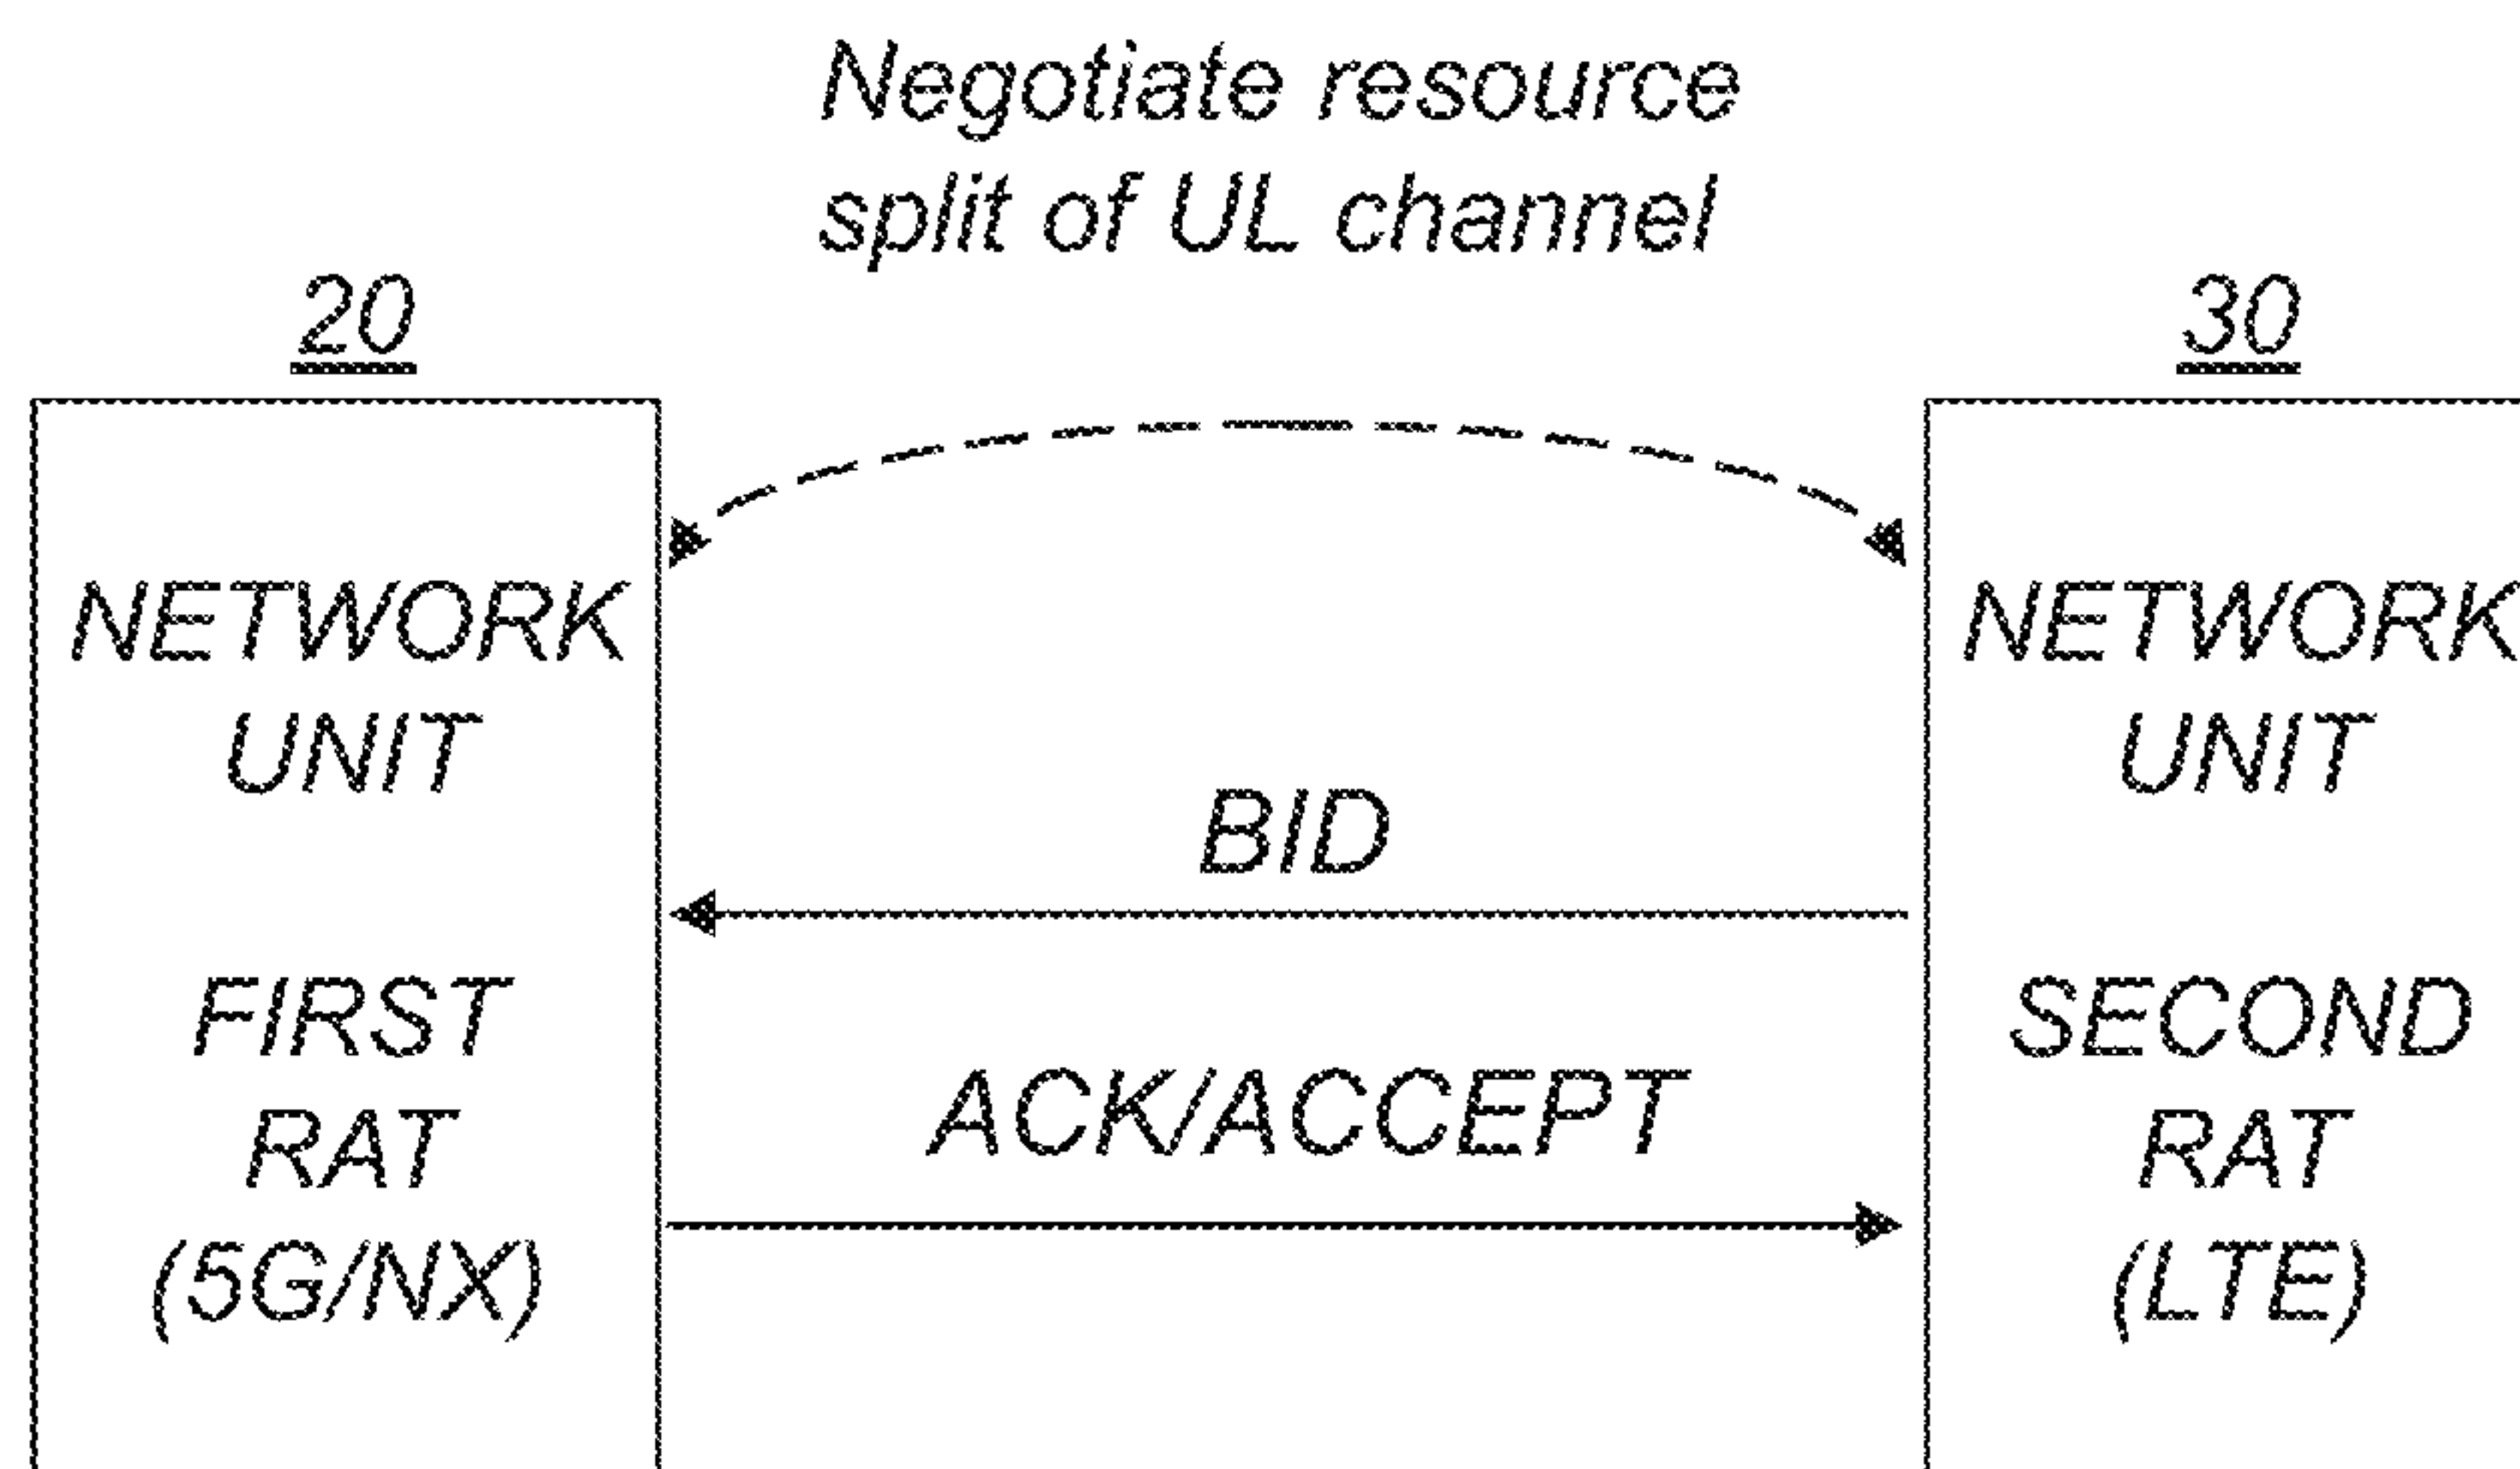 Negotiate resource
split of UL channel
20
30
NETWORK
UNIT
FIRST
RAT
(5G/NX)
BID
ACK/ACCEPT
NETWORK
UNIT
SECOND
RAT
(LTE)